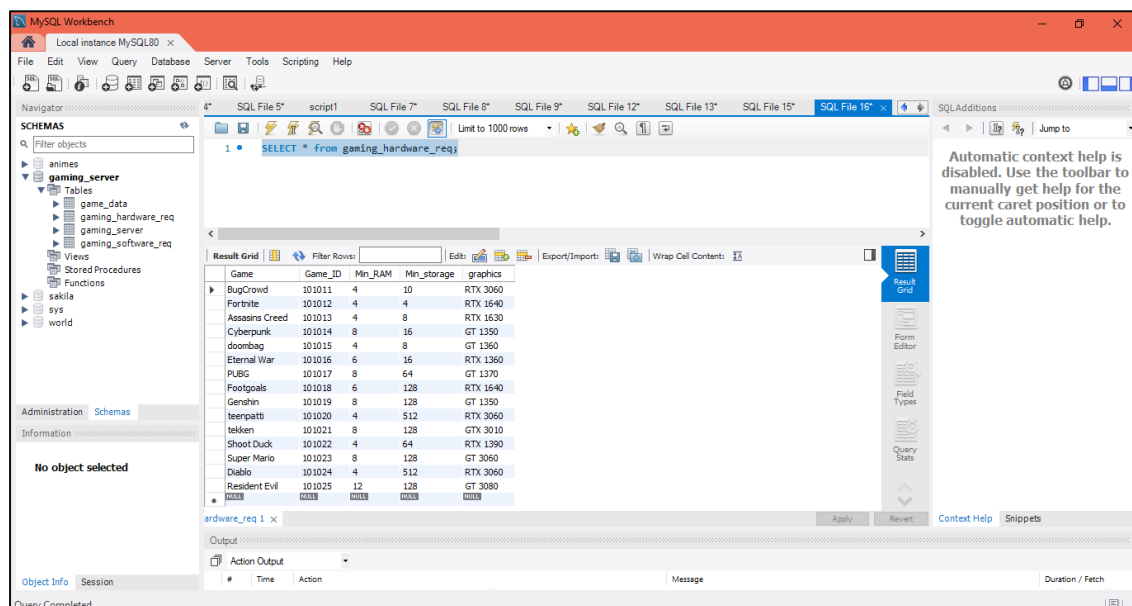 MySQL Workbench
Local instance MySQL80
File Edit View Query Database Server Tools Scripting Help
Navigator
4* SQL File 5* script1 SQL File 7* SQL File 8* SQL File 9* SQL File 12* SQL File 13* SQL File 15* SQL File 16*
SQLAdditions
SCHEMAS
Limit to 1000 rows
Jump to
Filter objects
1 SELECT * from gaming_hardware_req;
animes
gaming_server
Tables
game_data
gaming_hardware_req
gaming_server
gaming_software_req
Views
Stored Procedures
Functions
sakila
sys
world
Automatic context help is
disabled. Use the toolbar to
manually get help for the
current caret position or to
toggle automatic help.
Result Grid Filter Rows: Edit: Export/Import: Wrap Cell Content:
Game Game_ID Min_RAM Min_storage graphics
BugCrowd 101011 4 10 RTX 3060
Fortnite 101012 4 4 RTX 1640
Assasins Creed 101013 4 8 RTX 1630
Cyberpunk 101014 8 16 GT 1350
doombag 101015 4 8 GT 1360
Eternal War 101016 6 16 RTX 1360
PUBG 101017 8 64 GT 1370
Footgoals 101018 6 128 RTX 1640
Genshin 101019 8 128 GT 1350
teenpatti 101020 4 512 RTX 3060
tekken 101021 8 128 GTX 3010
Shoot Duck 101022 4 64 RTX 1390
Super Mario 101023 8 128 GT 3060
Diablo 101024 4 512 RTX 3060
Resident Evil 101025 12 128 GT 3080
NULL NULL NULL NULL NULL
Result
Grid
Form
Editor
Field
Types
Query
Stats
Administration Schemas
Information
No object selected
ardware_req 1
Apply Revert
Context Help Snippets
Output
Action Output
# Time Action Message Duration / Fetch
Object Info Session
Query Completed